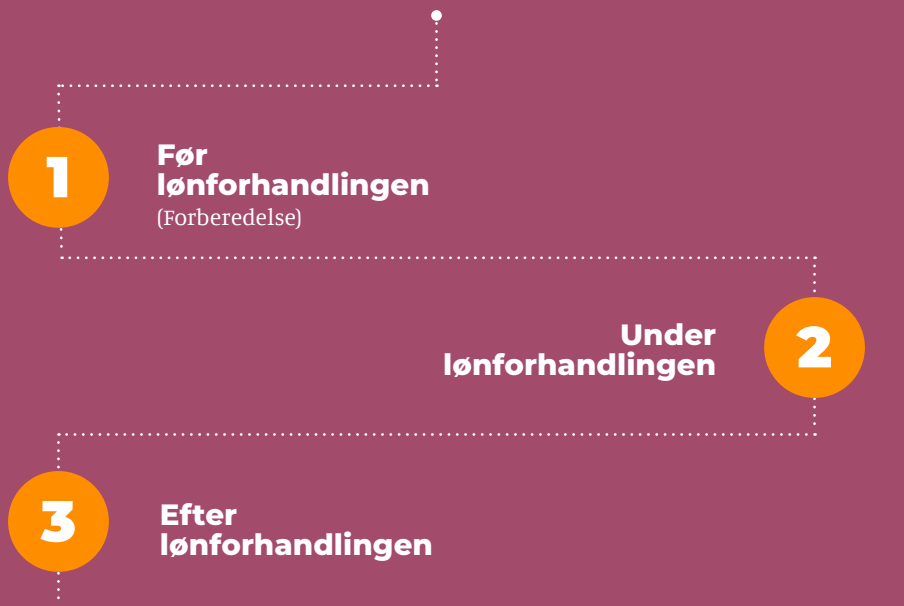 1
Før
lønforhandlingen
(Forberedelse)
Under
lønforhandlingen
2
3
Efter
lønforhandlingen